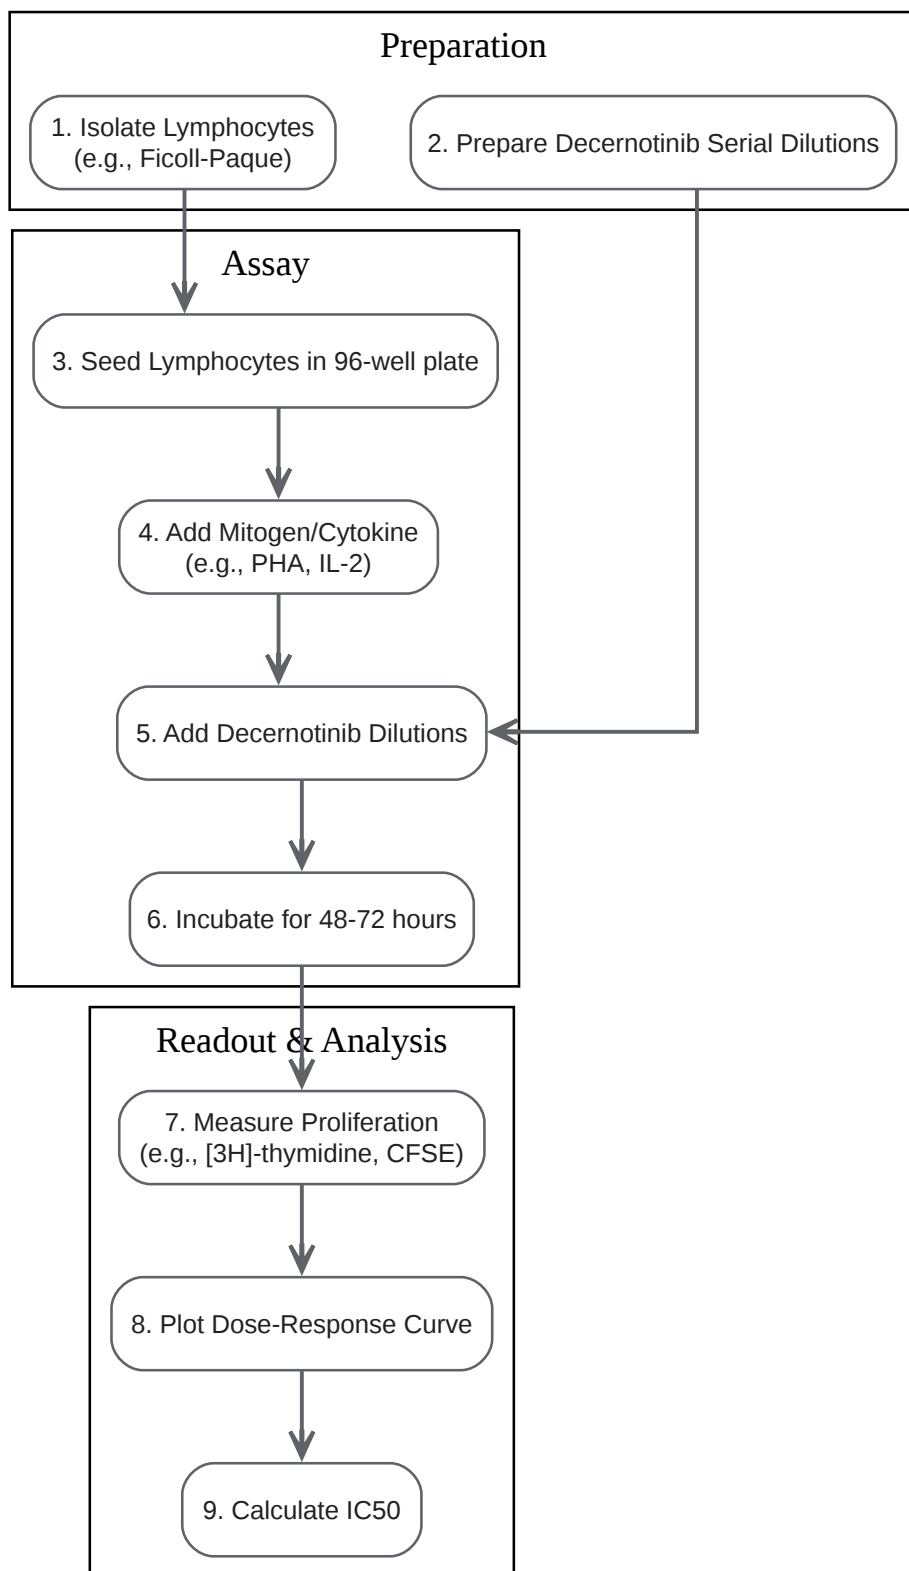 Preparation
1. Isolate Lymphocytes
(e.g., Ficoll-Paque)
2. Prepare Decernotinib Serial Dilutions
Assay
3. Seed Lymphocytes in 96-well plate
4. Add Mitogen/Cytokine
(e.g., PHA, IL-2)
5. Add Decernotinib Dilutions
6. Incubate for 48-72 hours
Readout & Analysis
7. Measure Proliferation
(e.g., [3H]-thymidine, CFSE)
8. Plot Dose-Response Curve
9. Calculate IC50